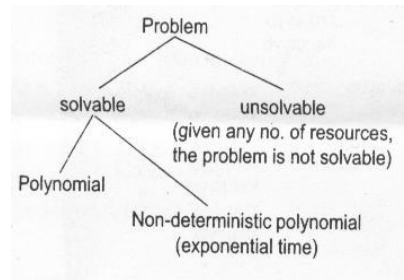 Problem
solvable
unsolvable
(given any no. of resources,
the problem is not solvable)
Polynomial
Non-deterministic polynomial
(exponential time)